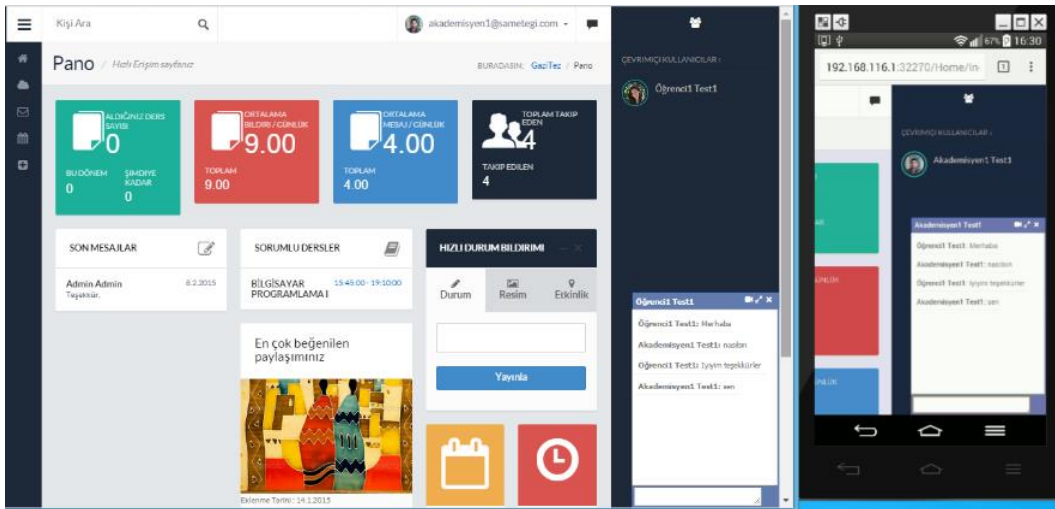 Kişi Ara
akademisyen1@sametegi.com
Pano / Hızlı Erişim sayfanız
BURADASIN: GaziTez / Pano
ALDIĞINIZ DERS
SAYISI
0
BU DÖNEM
0
ŞİMDİYE
KADAR
0
ORTALAMA
BİLDİRİ / GÜNLÜK
9.00
TOPLAM
9.00
ORTALAMA
MESAJ / GÜNLÜK
4.00
TOPLAM
4.00
TOPLAM TAKİP
EDEN
4
TAKİP EDİLEN
4
SON MESAJLAR
Admin Admin 8.2.2015
Teşekkür,
SORUMLU DERSLER
BİLGİSAYAR 15:45:00 - 19:10:00
PROGRAMLAMA I
En çok beğenilen
paylaşımınız
Eklenme Tarihi : 14.1.2015
HIZLI DURUM BİLDİRİMİ
Durum Resim Etkinlik
Yayınla
ÇEVRİMİÇİ KULLANICILAR :
Öğrenci1 Test1
Öğrenci1 Test1
Öğrenci1 Test1: Merhaba
Akademisyen1 Test1: nasılsın
Öğrenci1 Test1: İyiyim teşekkürler
Akademisyen1 Test1: sen
67% 16:30
192.168.116.1:32270/Home/In
1
ÇEVRİMİÇİ KULLANICILAR :
Akademisyen1 Test1
Akademisyen1 Test1
Öğrenci1 Test1: Merhaba
Akademisyen1 Test1: nasılsın
Öğrenci1 Test1: İyiyim teşekkürler
Akademisyen1 Test1: sen